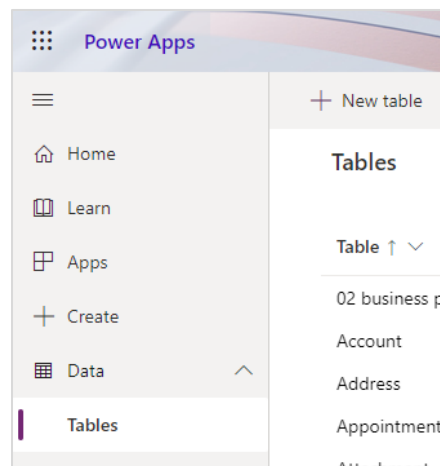 Power Apps
New table
Home
Tables
Learn
Table
Apps
02 business
Create
Account
Data
Address
Tables
Appointment